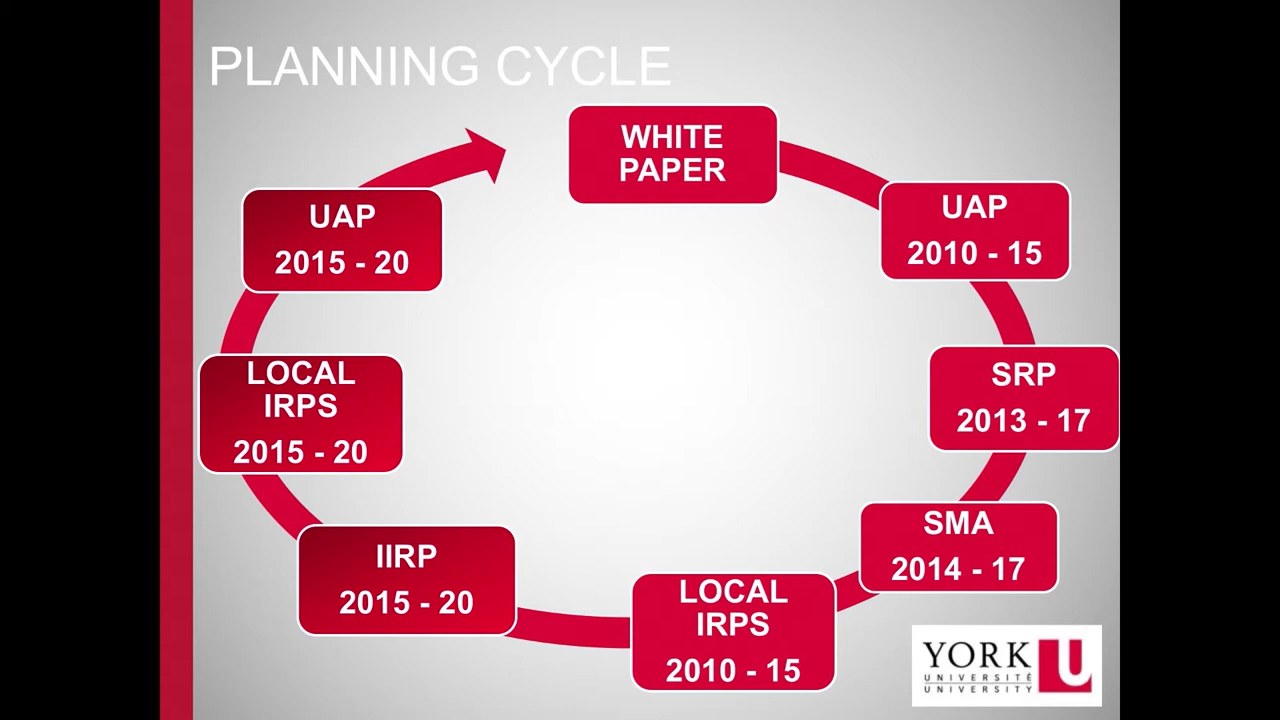 PLANNING CYCLE
WHITE
PAPER
UAP
2010 - 15
SRP
2013 - 17
SMA
2014 - 17
LOCAL
IRPS
2010 - 15
IIRP
2015 - 20
LOCAL
IRPS
2015 - 20
UAP
2015 - 20
YORK U
UNIVERSITÉ
UNIVERSITY